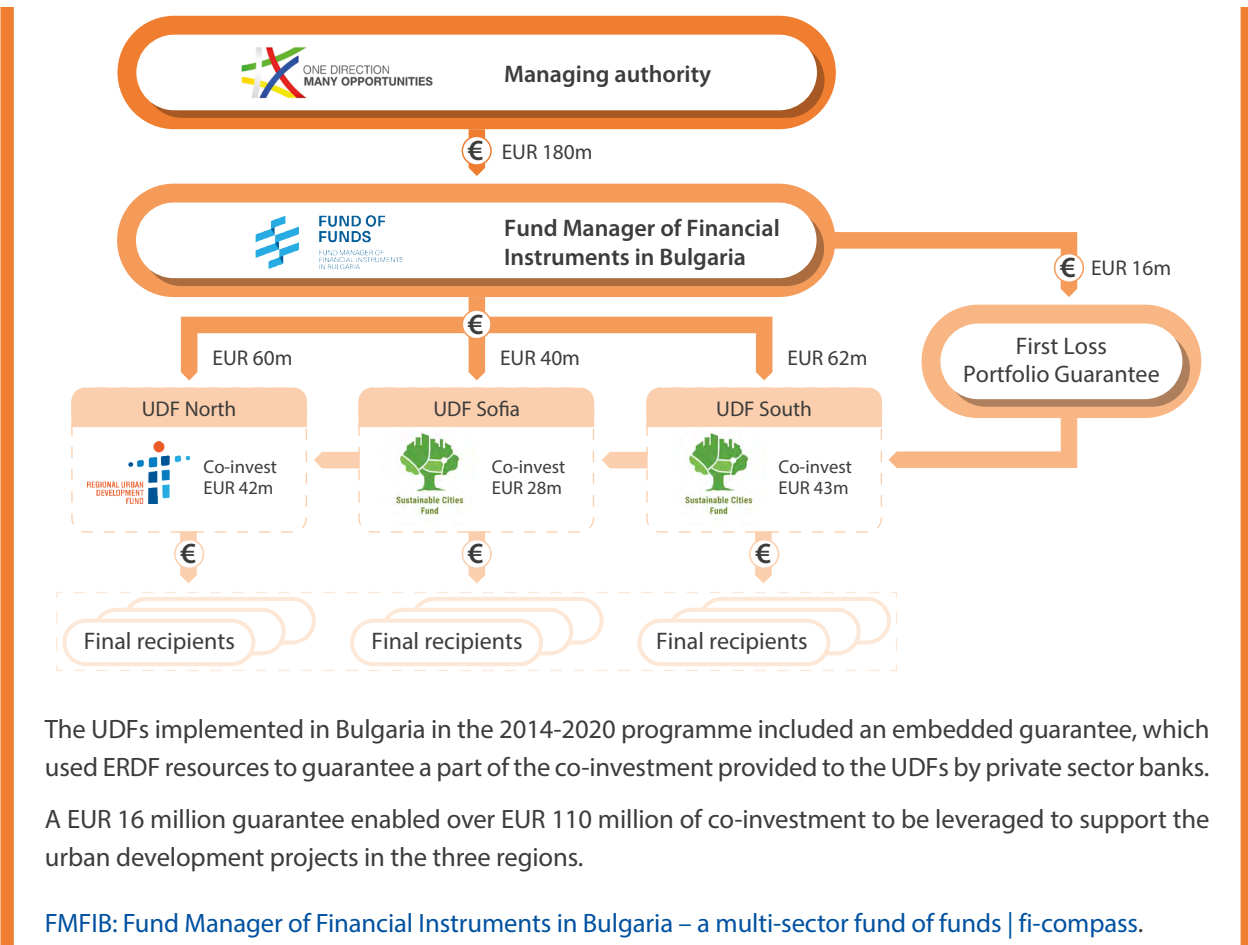 ONE DIRECTION
MANY OPPORTUNITIES
Managing authority
€ EUR 180m
FUND OF
FUNDS
FUND MANAGER OF
FINANCIAL INSTRUMENTS
IN BULGARIA
Fund Manager of Financial
Instruments in Bulgaria
€ EUR 16m
First Loss
Portfolio Guarantee
€
EUR 60m
EUR 40m
EUR 62m
UDF North
REGIONAL URBAN
DEVELOPMENT
FUND
Co-invest
EUR 42m
UDF Sofia
Sustainable Cities
Fund
Co-invest
EUR 28m
UDF South
Sustainable Cities
Fund
Co-invest
EUR 43m
€
€
€
Final recipients
Final recipients
Final recipients
The UDFs implemented in Bulgaria in the 2014-2020 programme included an embedded guarantee, which
used ERDF resources to guarantee a part of the co-investment provided to the UDFs by private sector banks.
A EUR 16 million guarantee enabled over EUR 110 million of co-investment to be leveraged to support the
urban development projects in the three regions.
FMFIB: Fund Manager of Financial Instruments in Bulgaria – a multi-sector fund of funds | fi-compass.